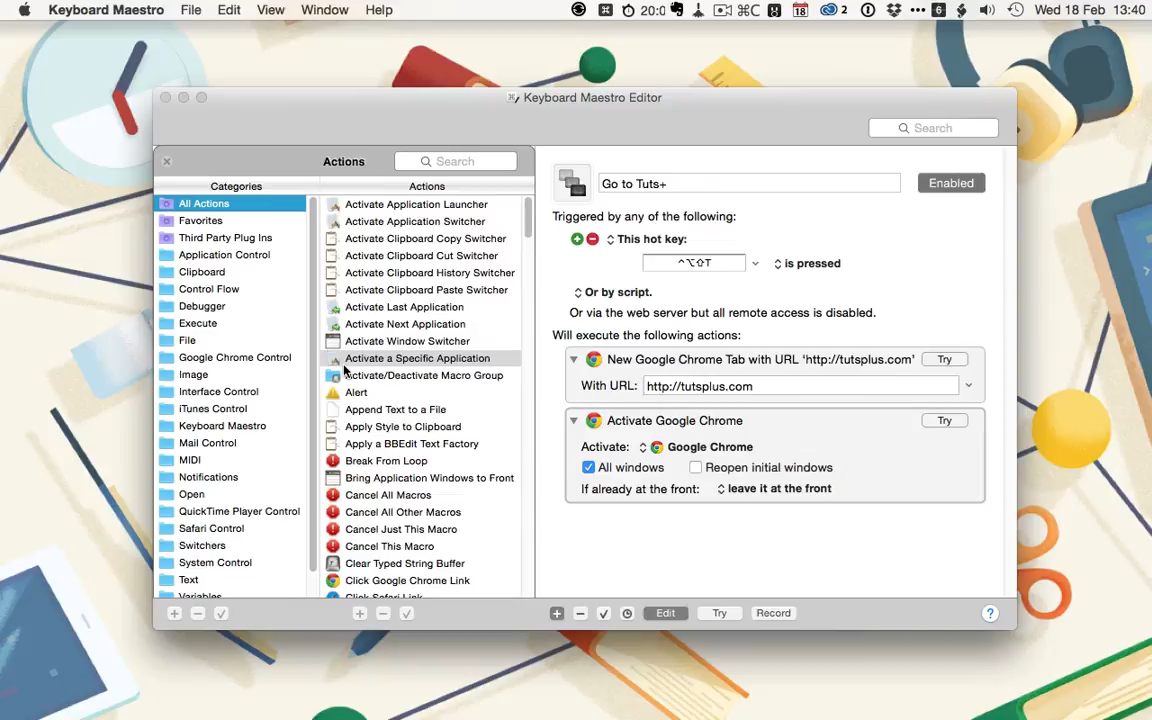 Keyboard Maestro File Edit View Window Help
20:0 ⌘C 18 2 6 Wed 18 Feb 13:40
Keyboard Maestro Editor
Search
Actions
Search
Categories
Actions
All Actions
Favorites
Third Party Plug Ins
Application Control
Clipboard
Control Flow
Debugger
Execute
File
Google Chrome Control
Image
Interface Control
iTunes Control
Keyboard Maestro
Mail Control
MIDI
Notifications
Open
QuickTime Player Control
Safari Control
Switchers
System Control
Text
Variables
Activate Application Launcher
Activate Application Switcher
Activate Clipboard Copy Switcher
Activate Clipboard Cut Switcher
Activate Clipboard History Switcher
Activate Clipboard Paste Switcher
Activate Last Application
Activate Next Application
Activate Window Switcher
Activate a Specific Application
Activate/Deactivate Macro Group
Alert
Append Text to a File
Apply Style to Clipboard
Apply a BBEdit Text Factory
Break From Loop
Bring Application Windows to Front
Cancel All Macros
Cancel All Other Macros
Cancel Just This Macro
Cancel This Macro
Clear Typed String Buffer
Click Google Chrome Link
Click Safari Link
Go to Tuts+
Enabled
Triggered by any of the following:
This hot key:
⌃⌥⇧T is pressed
Or by script.
Or via the web server but all remote access is disabled.
Will execute the following actions:
New Google Chrome Tab with URL 'http://tutsplus.com' Try
With URL: http://tutsplus.com
Activate Google Chrome Try
Activate: Google Chrome
All windows Reopen initial windows
If already at the front: leave it at the front
Edit Try Record ?